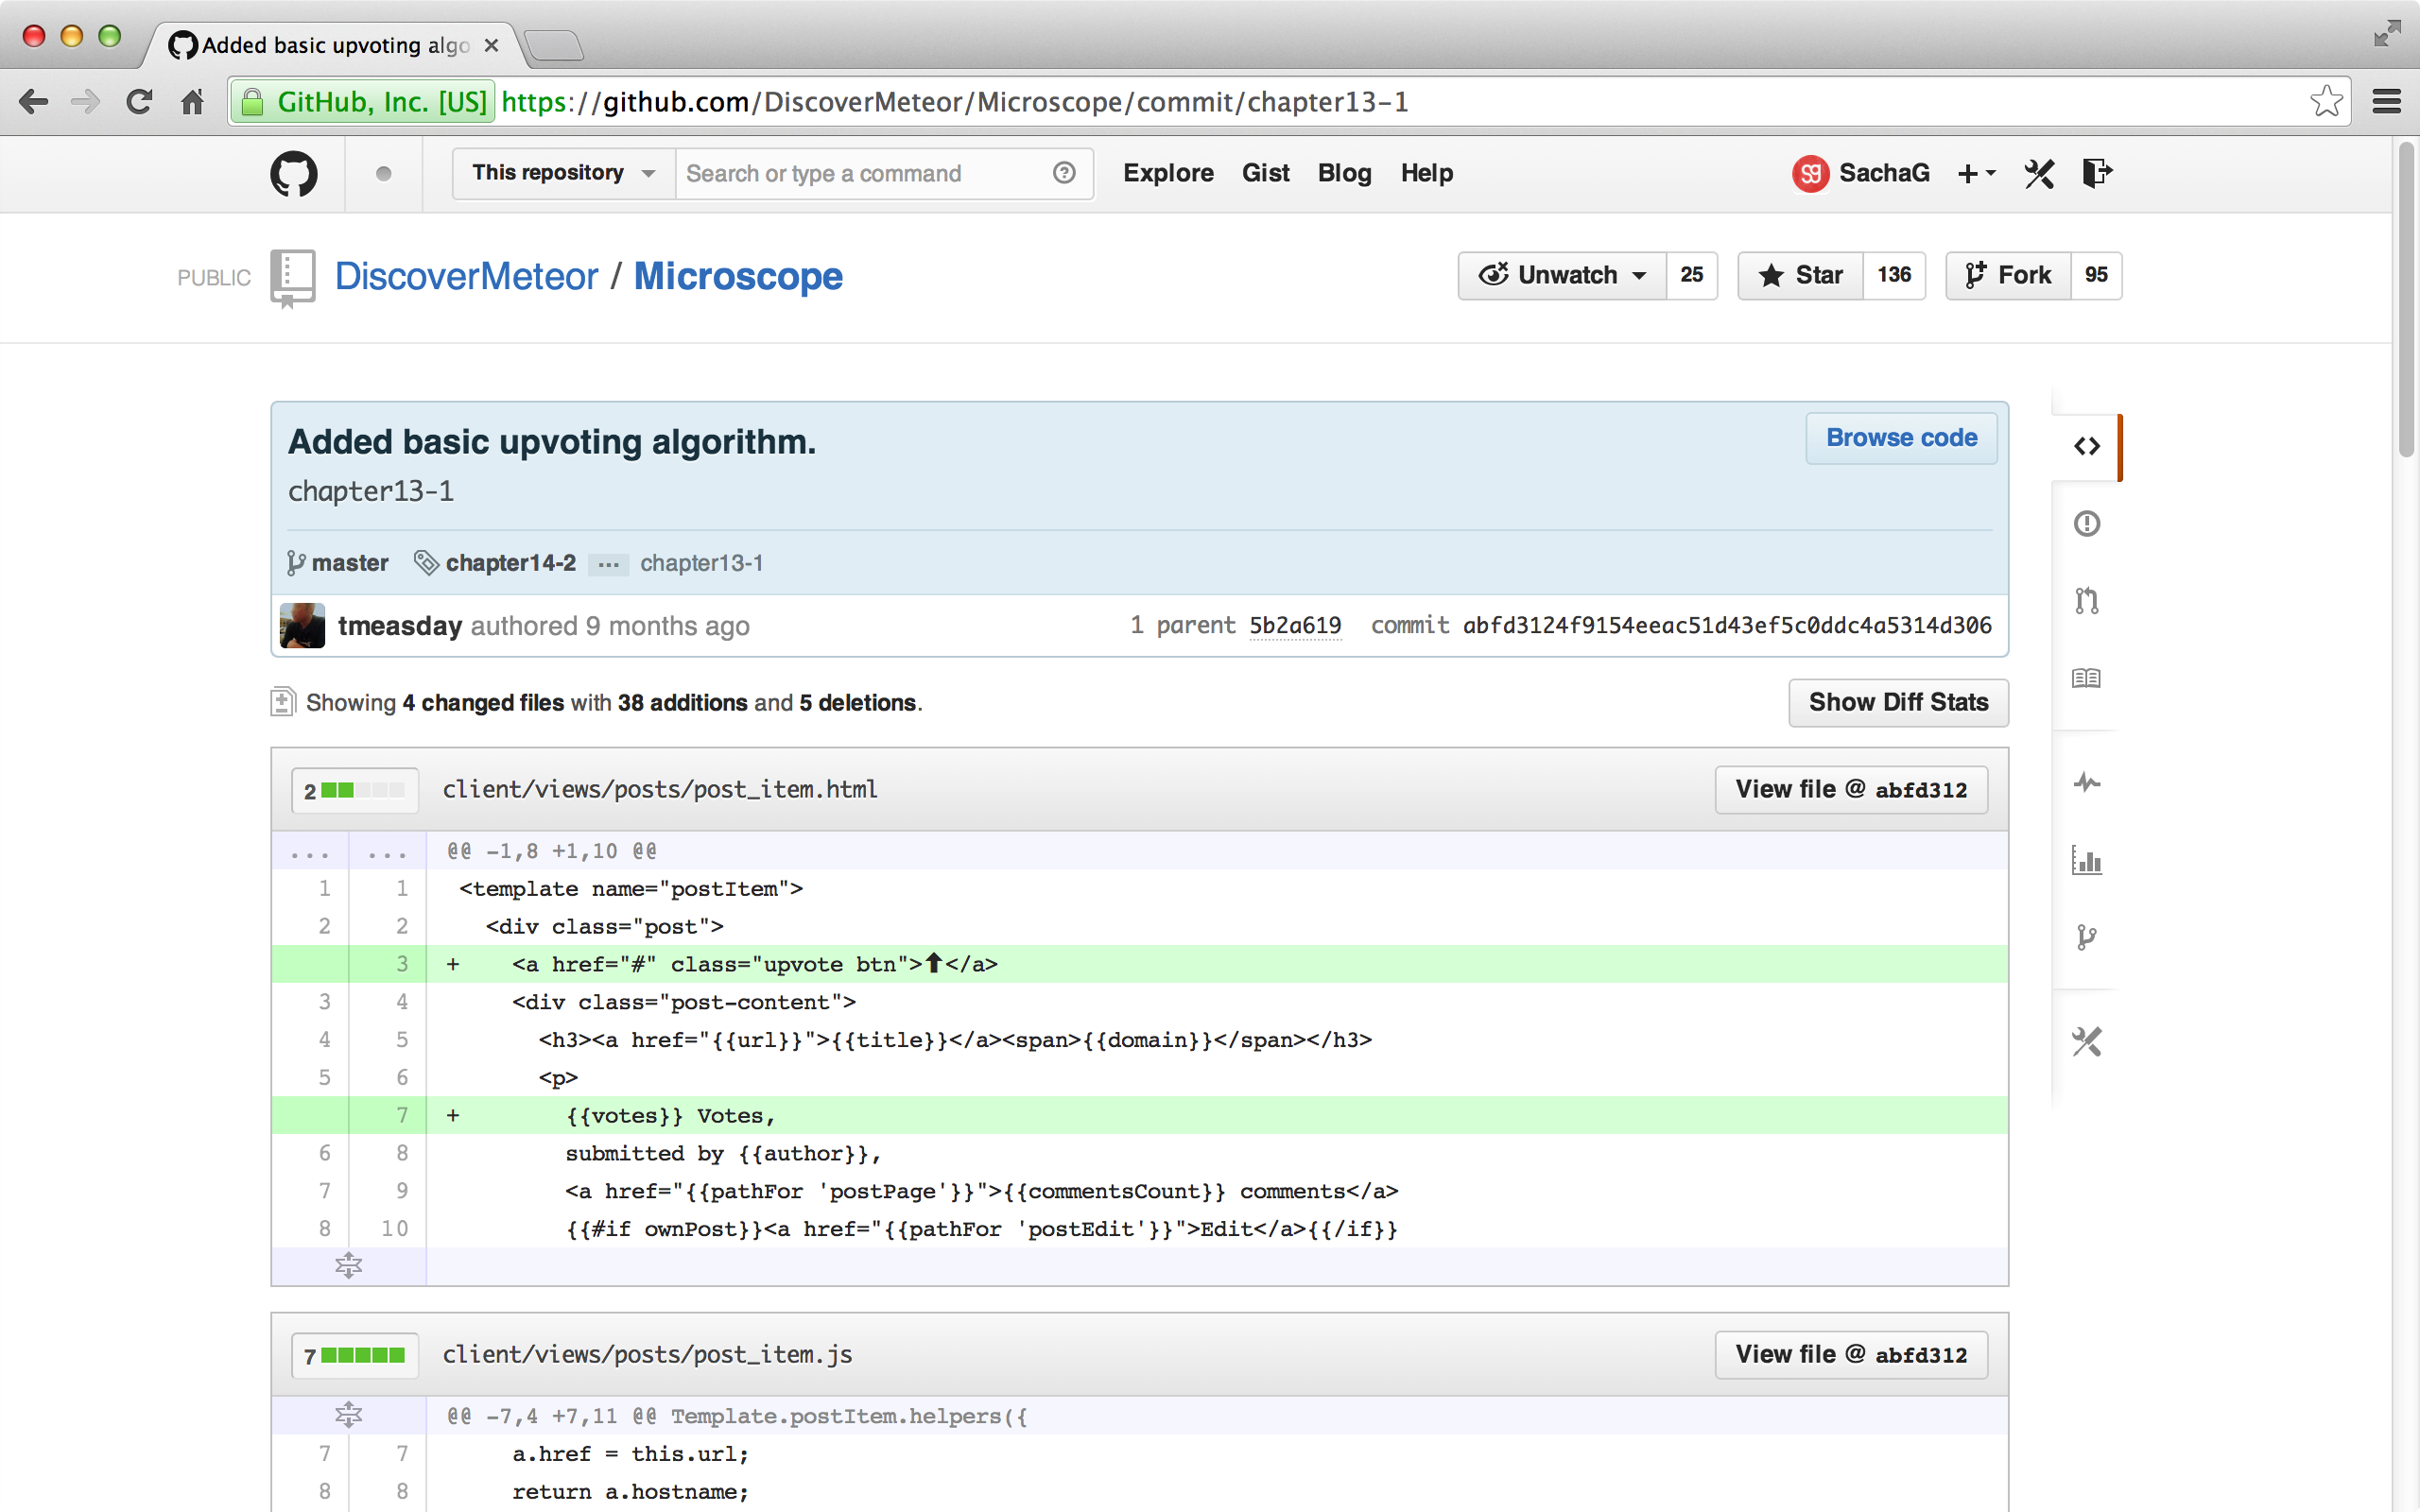 Added basic upvoting algo
GitHub, Inc. [US] https://github.com/DiscoverMeteor/Microscope/commit/chapter13-1
This repository Search or type a command Explore Gist Blog Help SachaG
PUBLIC DiscoverMeteor / Microscope Unwatch 25 Star 136 Fork 95
Added basic upvoting algorithm. Browse code
chapter13-1
master chapter14-2 ... chapter13-1
tmeasday authored 9 months ago 1 parent 5b2a619 commit abfd3124f9154eeac51d43ef5c0ddc4a5314d306
Showing 4 changed files with 38 additions and 5 deletions. Show Diff Stats
2 client/views/posts/post_item.html View file @ abfd312
... ... @@ -1,8 +1,10 @@
1 1 <template name="postItem">
2 2 <div class="post">
3 + <a href="#" class="upvote btn">⬆</a>
3 4 <div class="post-content">
4 5 <h3><a href="{{url}}">{{title}}</a><span>{{domain}}</span></h3>
5 6 <p>
7 + {{votes}} Votes,
6 8 submitted by {{author}},
7 9 <a href="{{pathFor 'postPage'}}">{{commentsCount}} comments</a>
8 10 {{#if ownPost}}<a href="{{pathFor 'postEdit'}}">Edit</a>{{/if}}
7 client/views/posts/post_item.js View file @ abfd312
@@ -7,4 +7,11 @@ Template.postItem.helpers({
7 7 a.href = this.url;
8 8 return a.hostname;